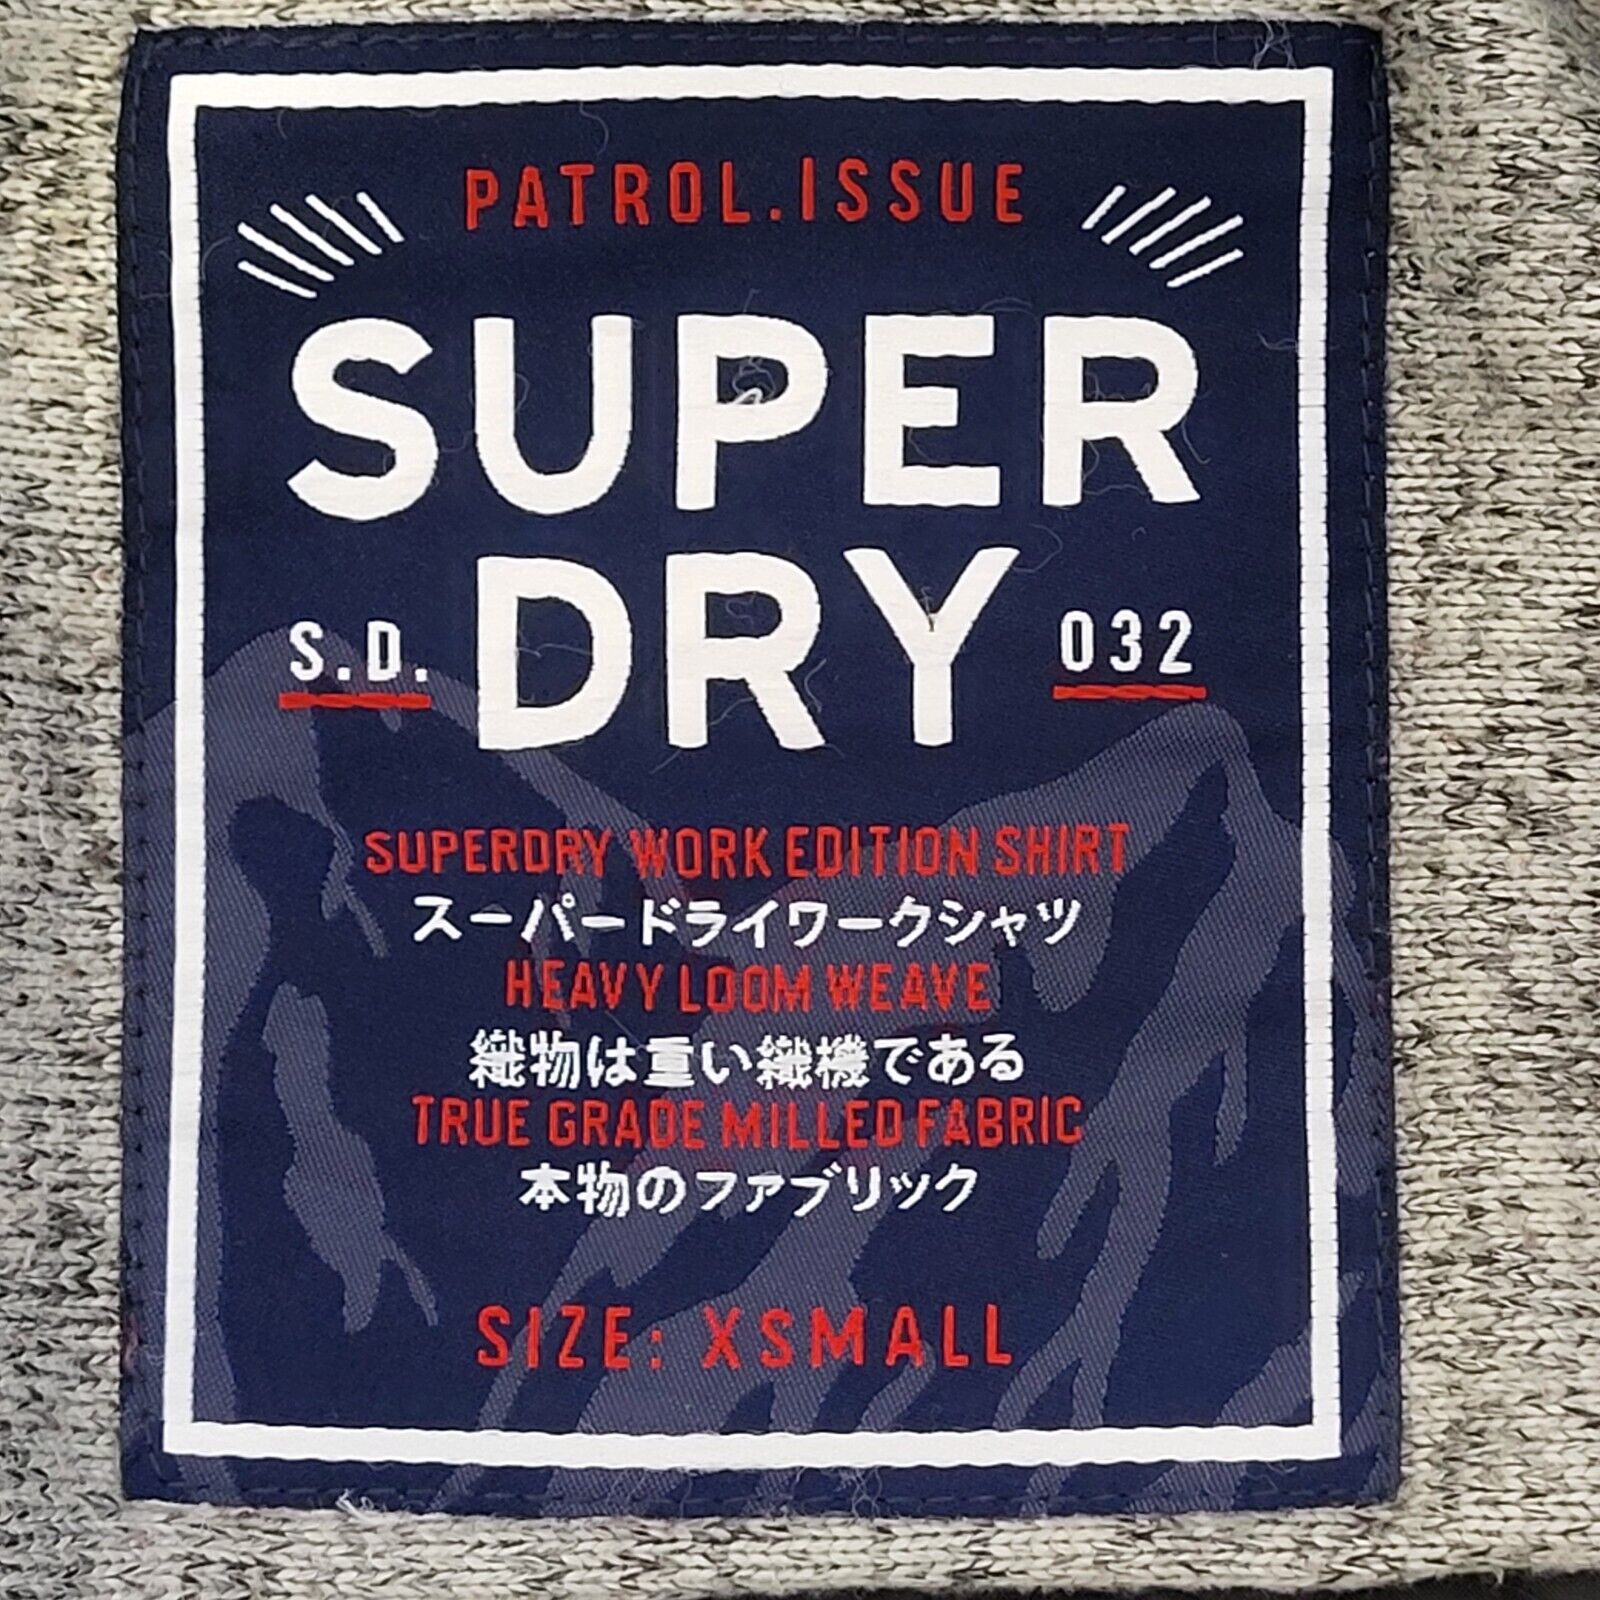 PATROL.ISSUE
SUPER
DRY
S.D.
032
SUPERDRY WORK EDITION SHIRT
スーパードライワークシャツ
HEAVY LOOM WEAVE
織物は重い織機である
TRUE GRADE MILLED FABRIC
本物のファブリック
SIZE: XSMALL